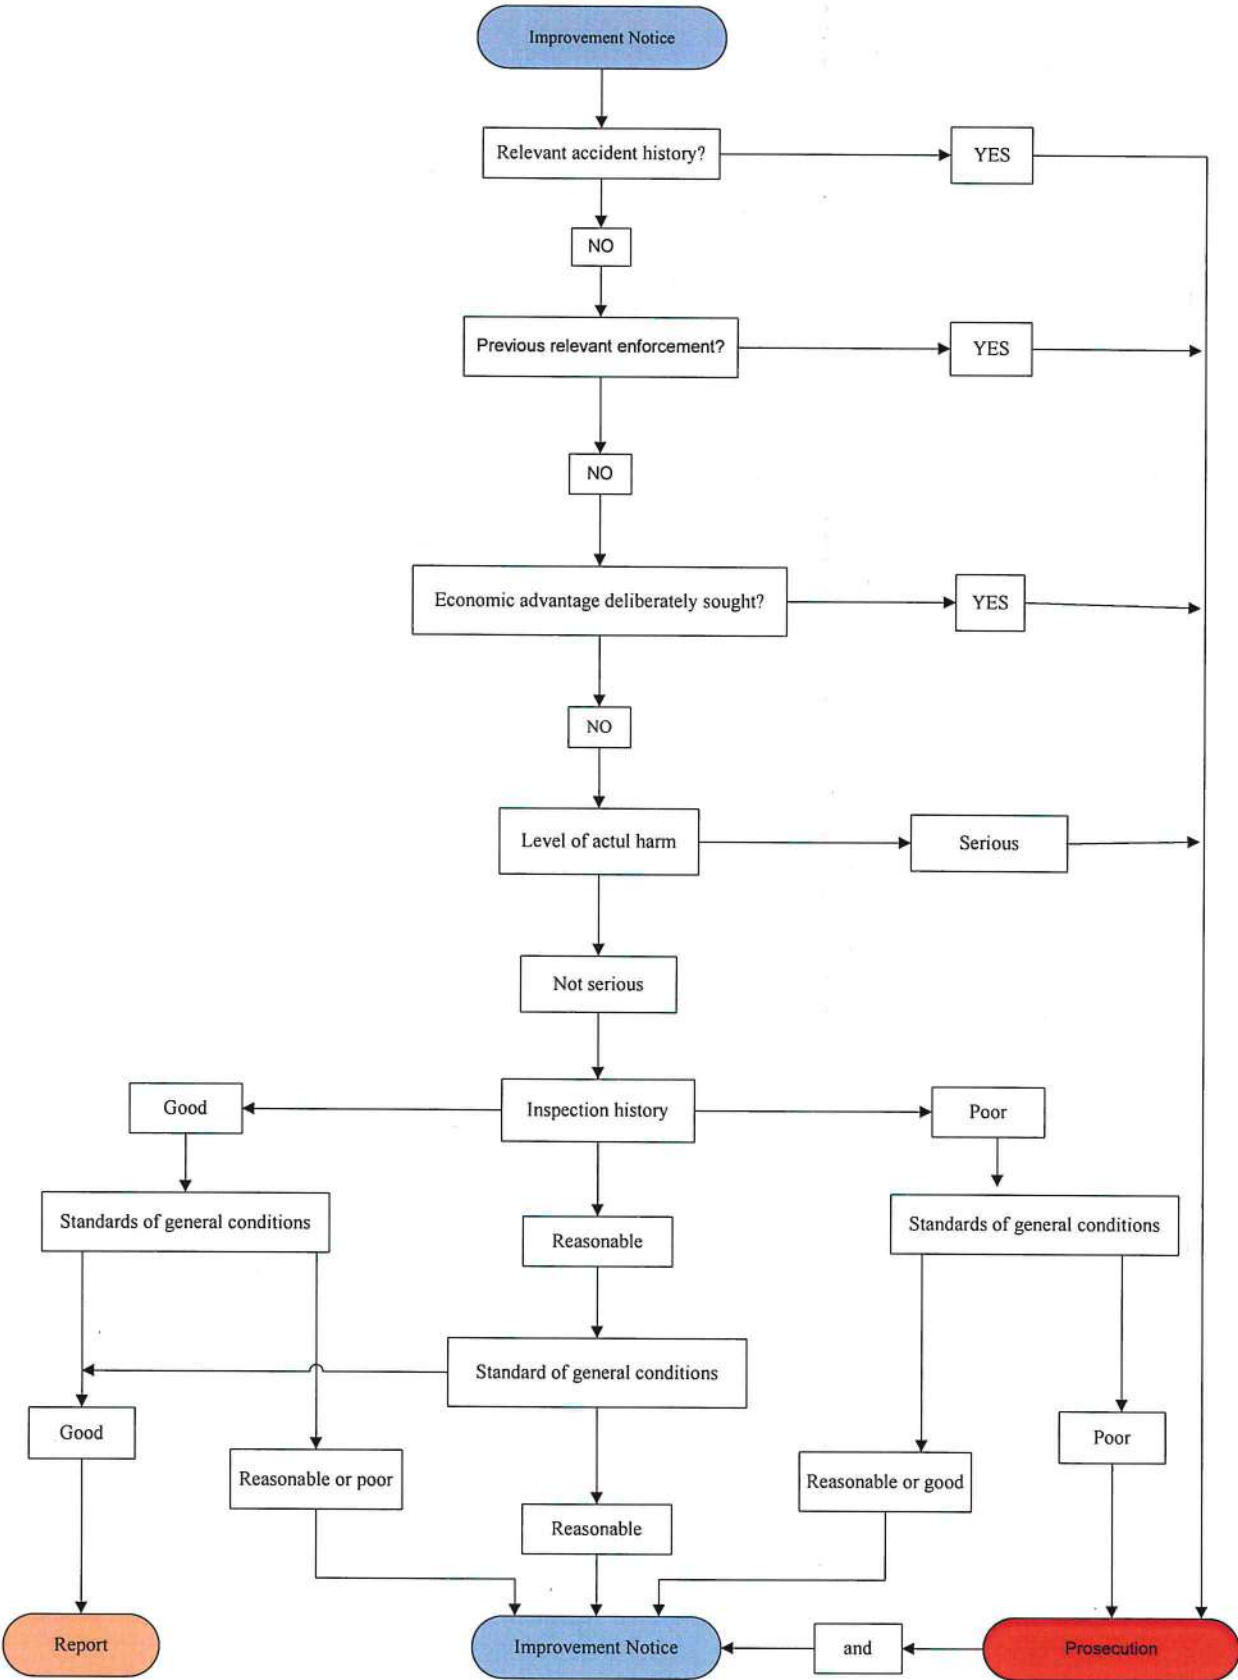 Improvement Notice
Relevant accident history?
YES
NO
Previous relevant enforcement?
YES
NO
Economic advantage deliberately sought?
YES
NO
Level of actul harm
Serious
Not serious
Good
Inspection history
Poor
Standards of general conditions
Standards of general conditions
Reasonable
Standard of general conditions
Good
Poor
Reasonable or poor
Reasonable or good
Reasonable
Report
Improvement Notice
and
Prosecution